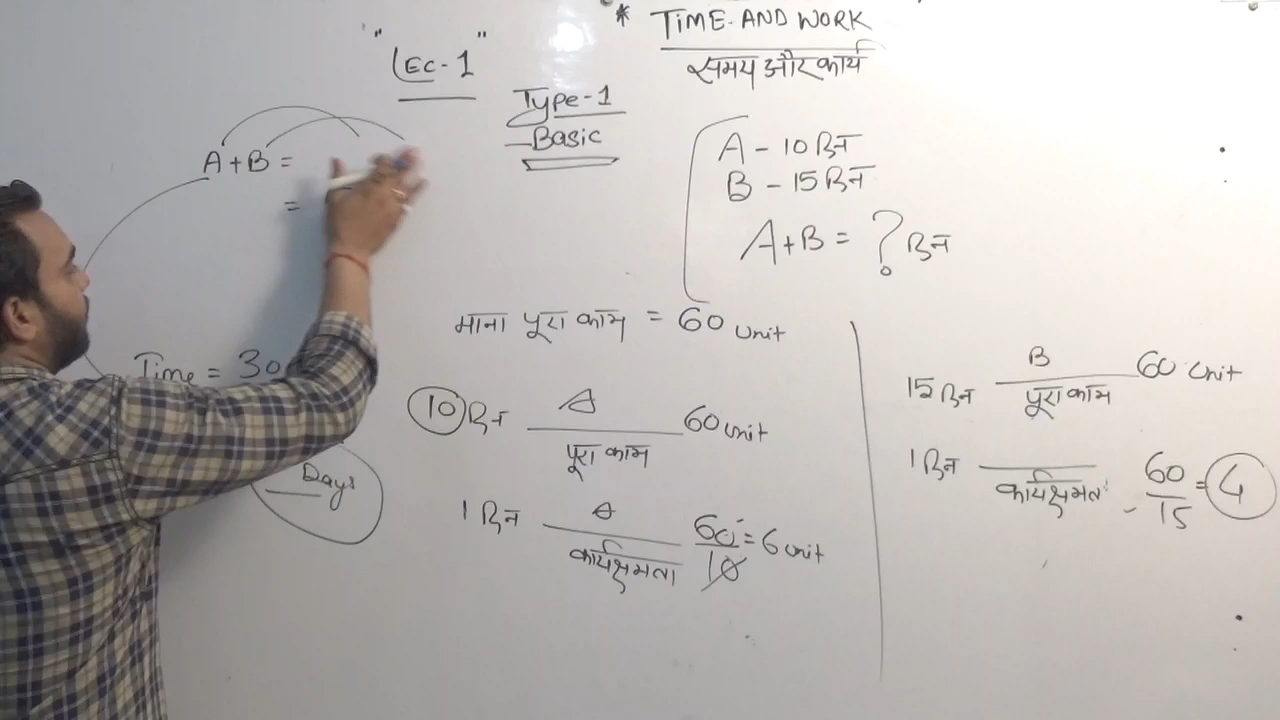 * TIME AND WORK
समय और कार्य
"LEC-1"
Type-1
Basic
A - 10 दिन
B - 15 दिन
A+B = ? दिन
A+B =
=
माना पूरा काम = 60 Unit
Time = 30
Days
10 दिन A 60 unit
पूरा काम
1 दिन A 60/10 = 6 unit
कार्यक्षमता
15 दिन B 60 Unit
पूरा काम
1 दिन 60/15 = 4
कार्यक्षमता